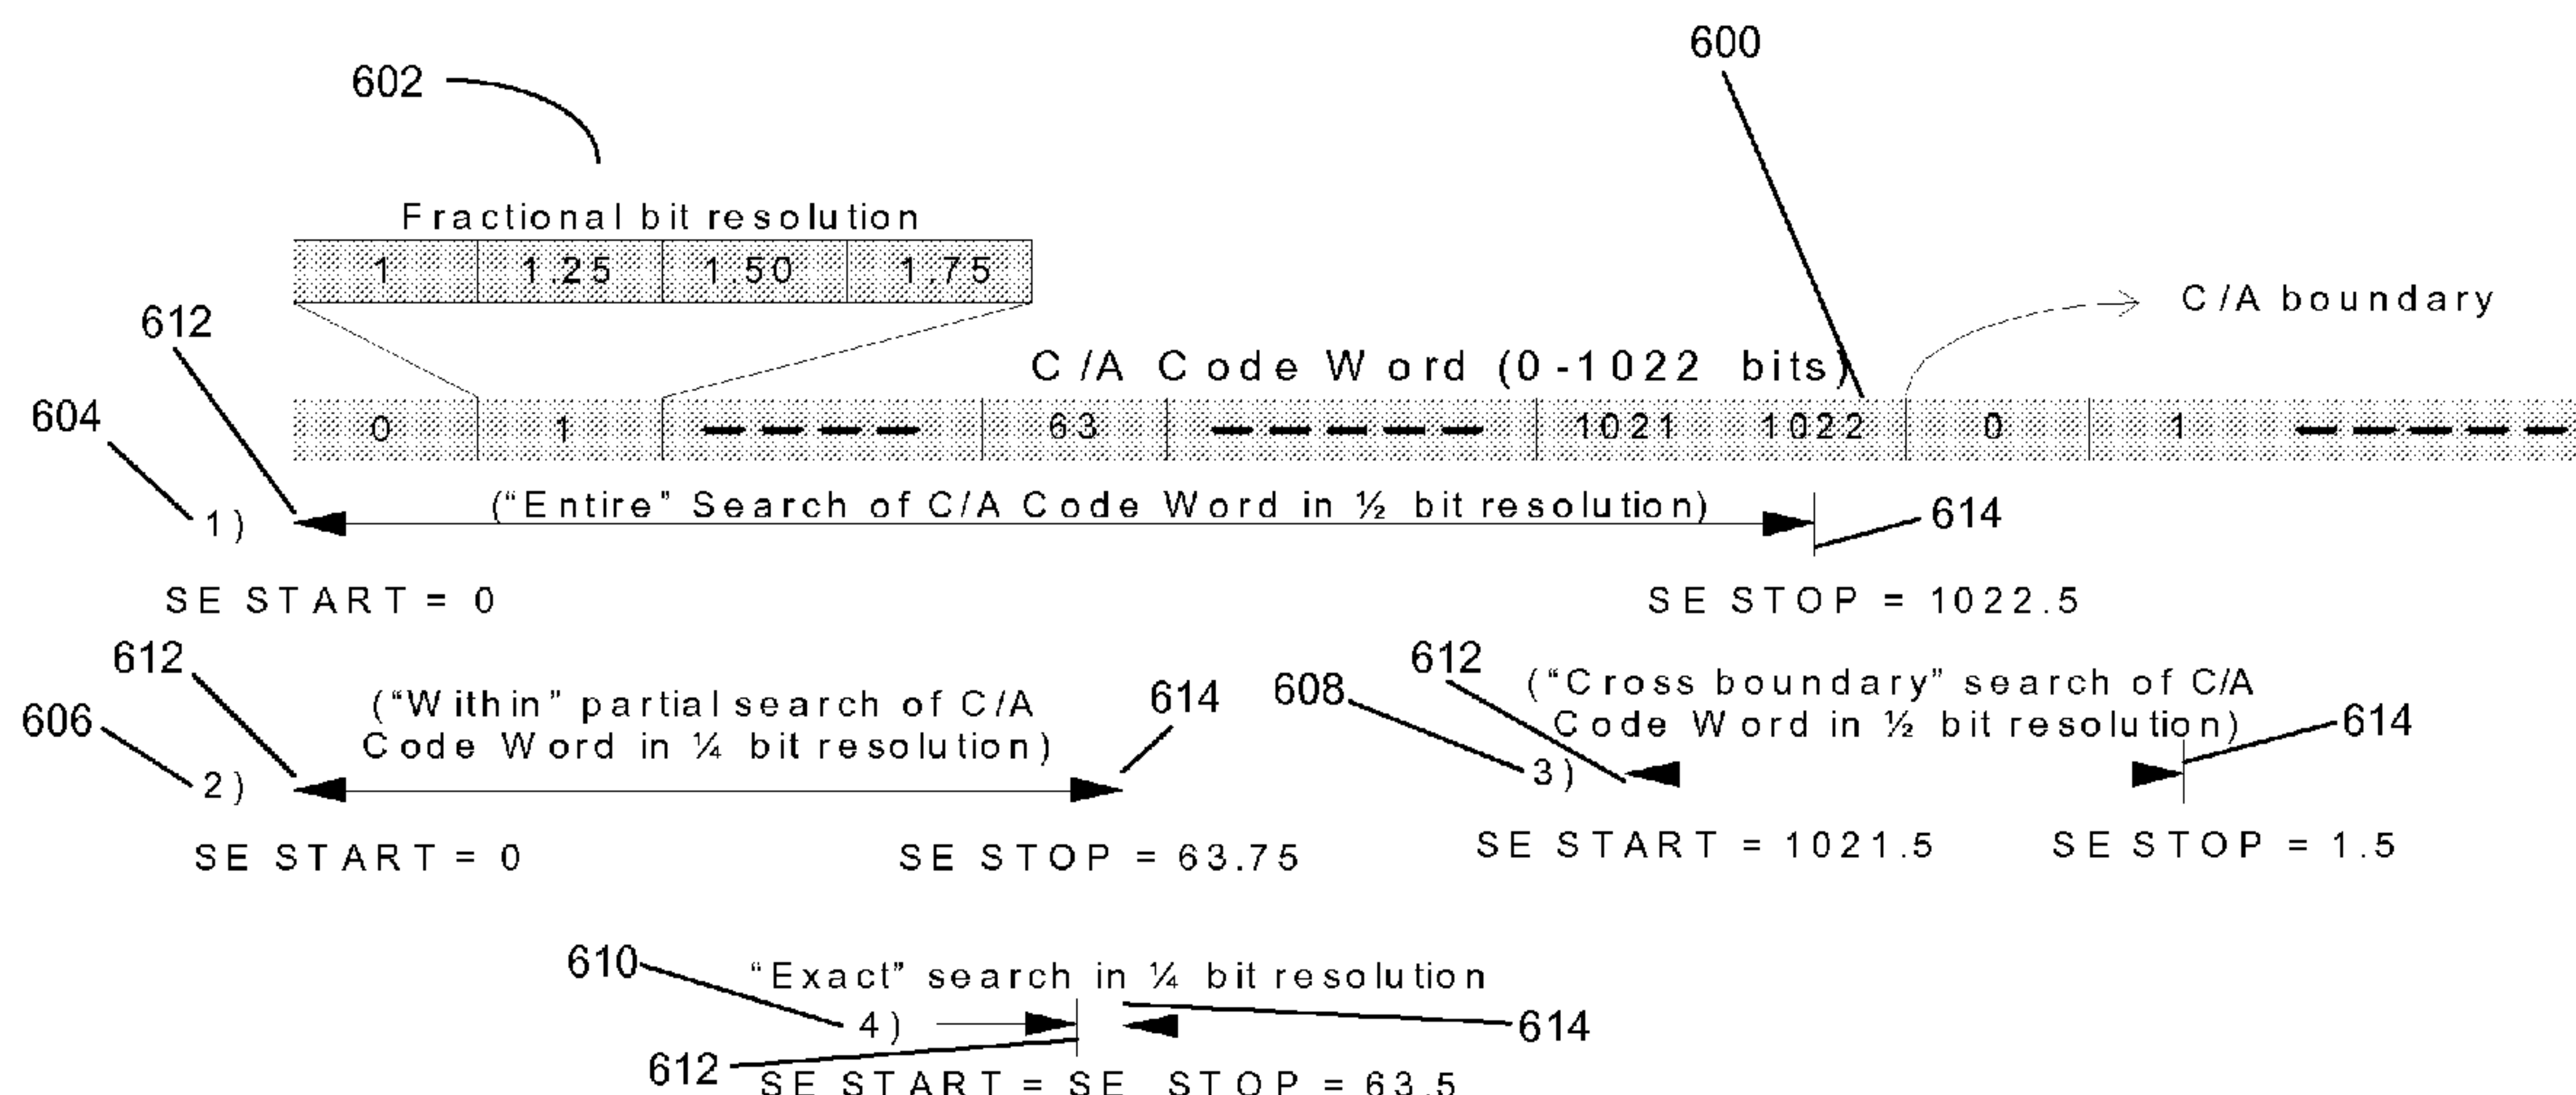 600
602
Fractional bit resolution
1 1.25 1.50 1.75
C/A boundary
612
C/A Code Word (0-1022 bits)
604
0 1 63 1021 1022 0 1
("Entire" Search of C/A Code Word in ½ bit resolution)
1)
614
SE START = 0
SE STOP = 1022.5
612
("Within" partial search of C/A
Code Word in ¼ bit resolution)
614
606
2)
SE START = 0
SE STOP = 63.75
608
612
("Cross boundary" search of C/A
Code Word in ½ bit resolution)
614
3)
SE START = 1021.5
SE STOP = 1.5
610
"Exact" search in ¼ bit resolution
4)
614
612
SE START = SE STOP = 63.5